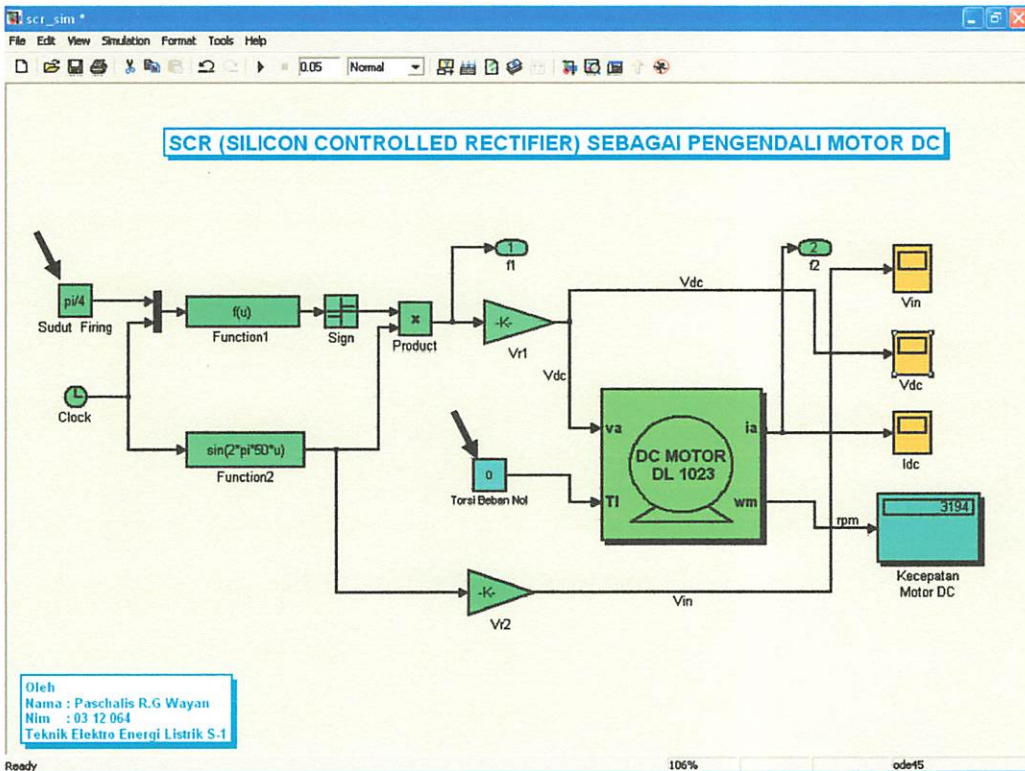 scr_sim *
File Edit View Simulation Format Tools Help
0.05 Normal
SCR (SILICON CONTROLLED RECTIFIER) SEBAGAI PENGENDALI MOTOR DC
1
f1
2
f2
Vin
pi/4
Sudut Firing
f(u)
Function1
Sign
x
Product
-K-
Vr1
Vdc
Vdc
Vdc
Clock
sin(2*pi*50*u)
Function2
0
Torsi Beban Nol
va
Tl
DC MOTOR
DL 1023
ia
wm
Idc
rpm
3194
Kecepatan
Motor DC
-K-
Vr2
Vin
Oleh
Nama : Paschalis R.G Wayan
Nim : 03 12 064
Teknik Elektro Energi Listrik S-1
Ready 106% ode45